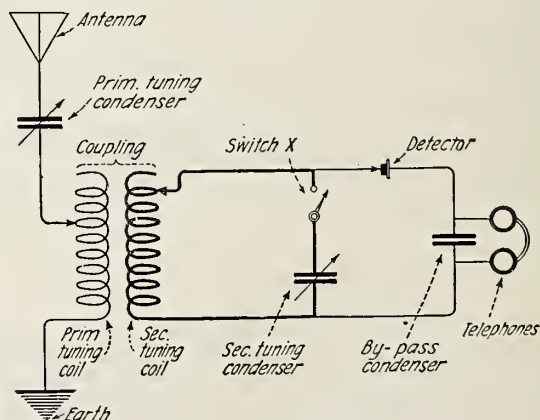 Antenna
Prim. tuning
condenser
Coupling
Switch X
Detector
Prim.
tuning
coil
Sec.
tuning
coil
Sec. tuning
condenser
By-pass
condenser
Telephones
Earth